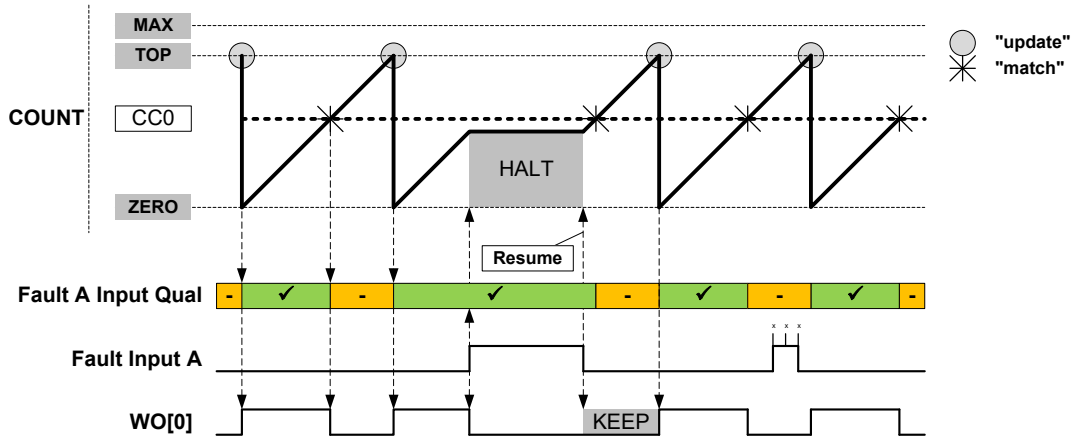 MAX
TOP
"update"
"match"
COUNT
CC0
HALT
ZERO
Resume
Fault A Input Qual
- ✓ - ✓ - ✓ - ✓ -
x x x
Fault Input A
WO[0]
KEEP